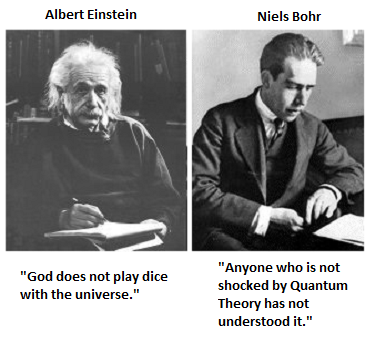 Albert Einstein
Niels Bohr
"God does not play dice
with the universe."
"Anyone who is not
shocked by Quantum
Theory has not
understood it."